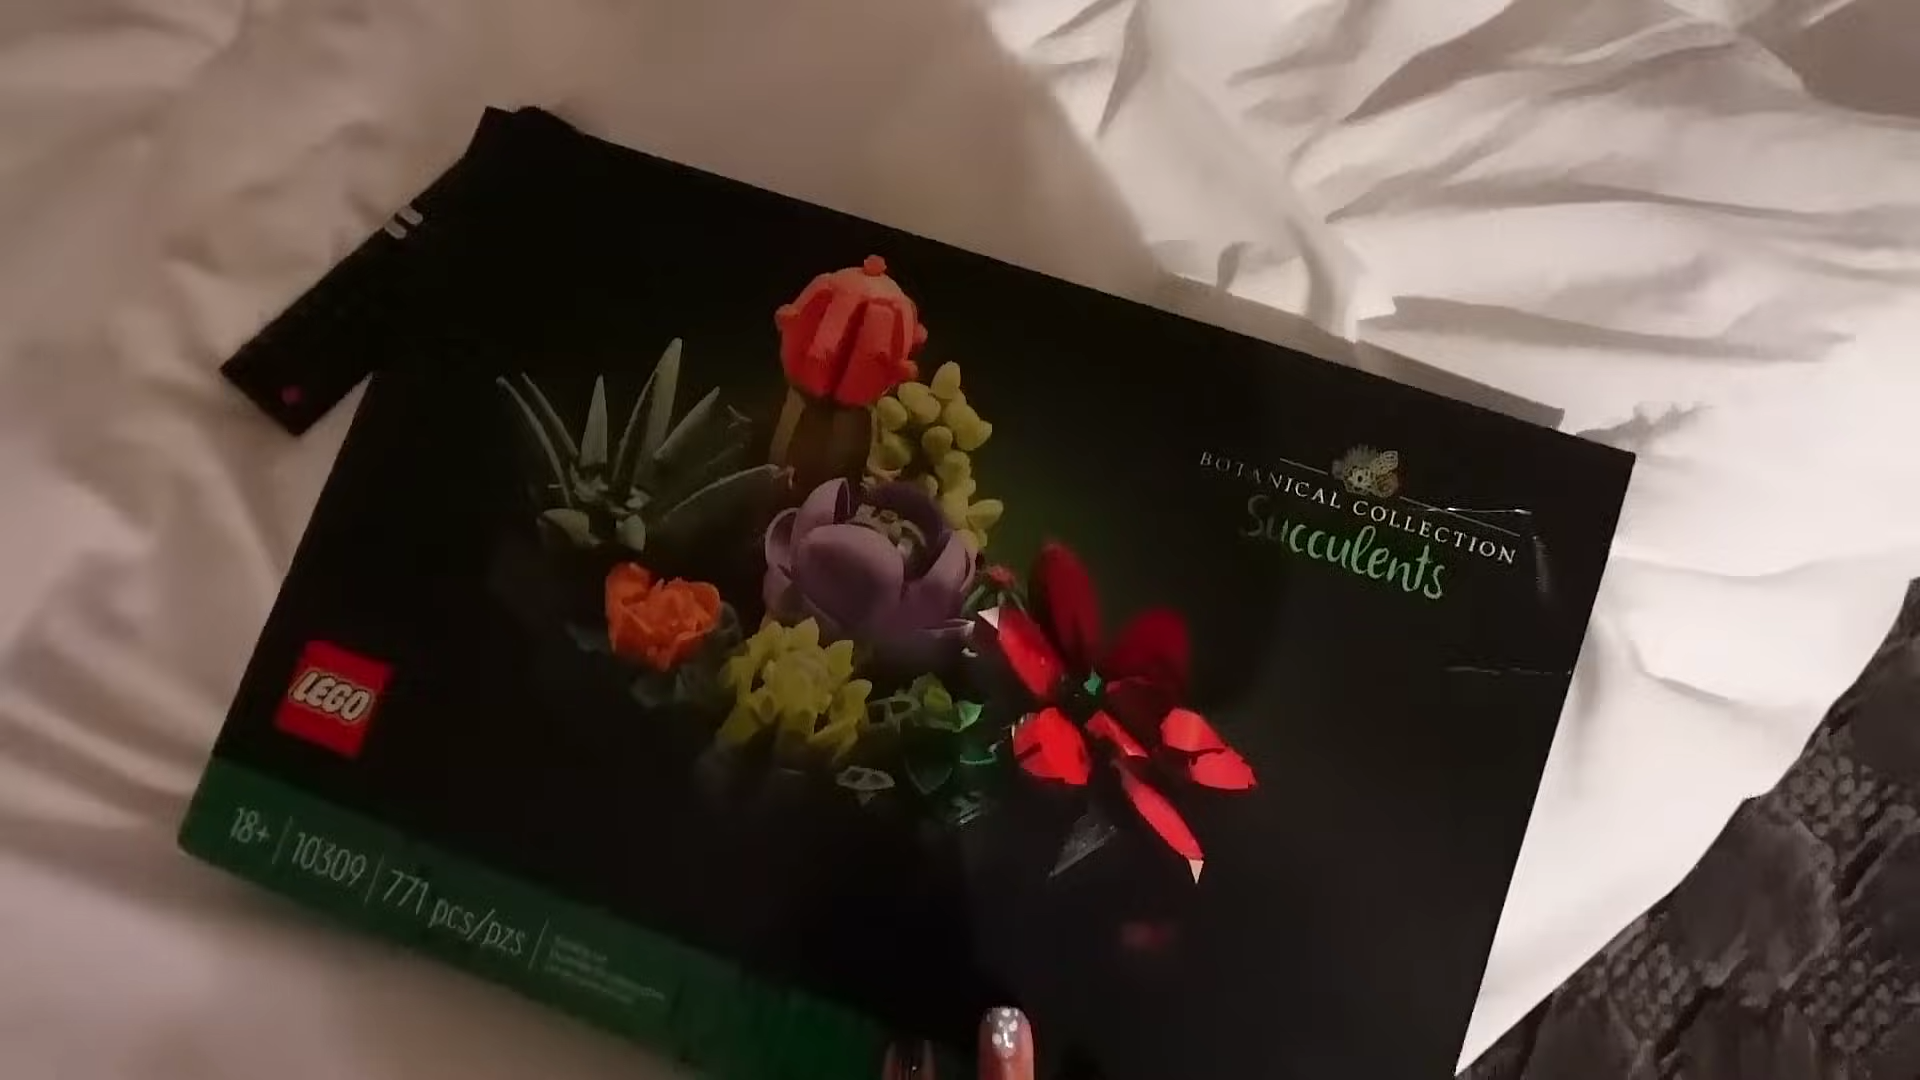 BOTANICAL COLLECTION
Succulents
LEGO
18+ | 10309 | 771 pcs/pzs